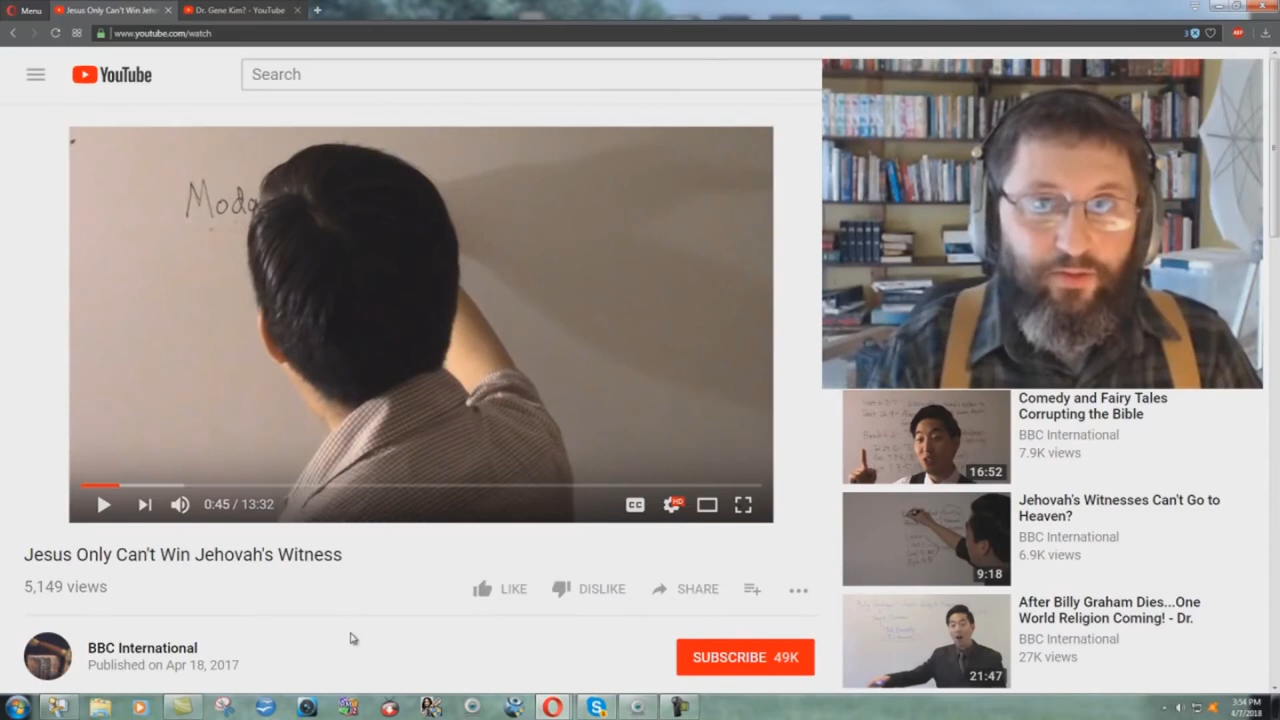 Menu
Jesus Only Can't Win Jeho
Dr. Gene Kim? - YouTube
www.youtube.com/watch
3
ABP
YouTube
Search
Moda
0:45 / 13:32
CC
HD
Jesus Only Can't Win Jehovah's Witness
5,149 views
LIKE
DISLIKE
SHARE
BBC International
Published on Apr 18, 2017
SUBSCRIBE 49K
16:52
Comedy and Fairy Tales
Corrupting the Bible
BBC International
7.9K views
9:18
Jehovah's Witnesses Can't Go to
Heaven?
BBC International
6.9K views
21:47
After Billy Graham Dies...One
World Religion Coming! - Dr.
BBC International
27K views
3:54 PM
4/7/2018